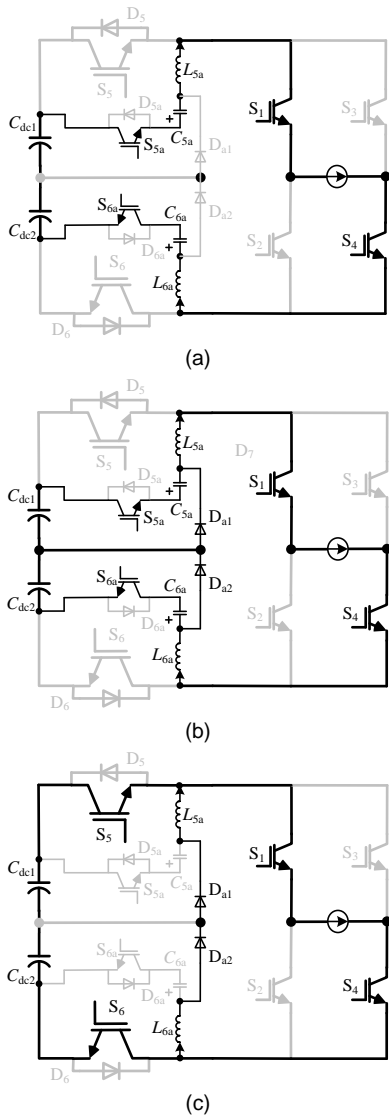 D5
S5
L5a
D5a
S1
S3
Cdc1
S5a
C5a
Da1
S6a
C6a
Da2
Cdc2
D6a
S2
S4
S6
L6a
D6
(a)
D5
S5
L5a
D7
D5a
S1
S3
Cdc1
S5a
C5a
Da1
S6a
C6a
Da2
Cdc2
D6a
S2
S4
S6
L6a
D6
(b)
D5
S5
L5a
D5a
S1
S3
Cdc1
S5a
C5a
Da1
S6a
C6a
Da2
Cdc2
D6a
S2
S4
S6
L6a
D6
(c)